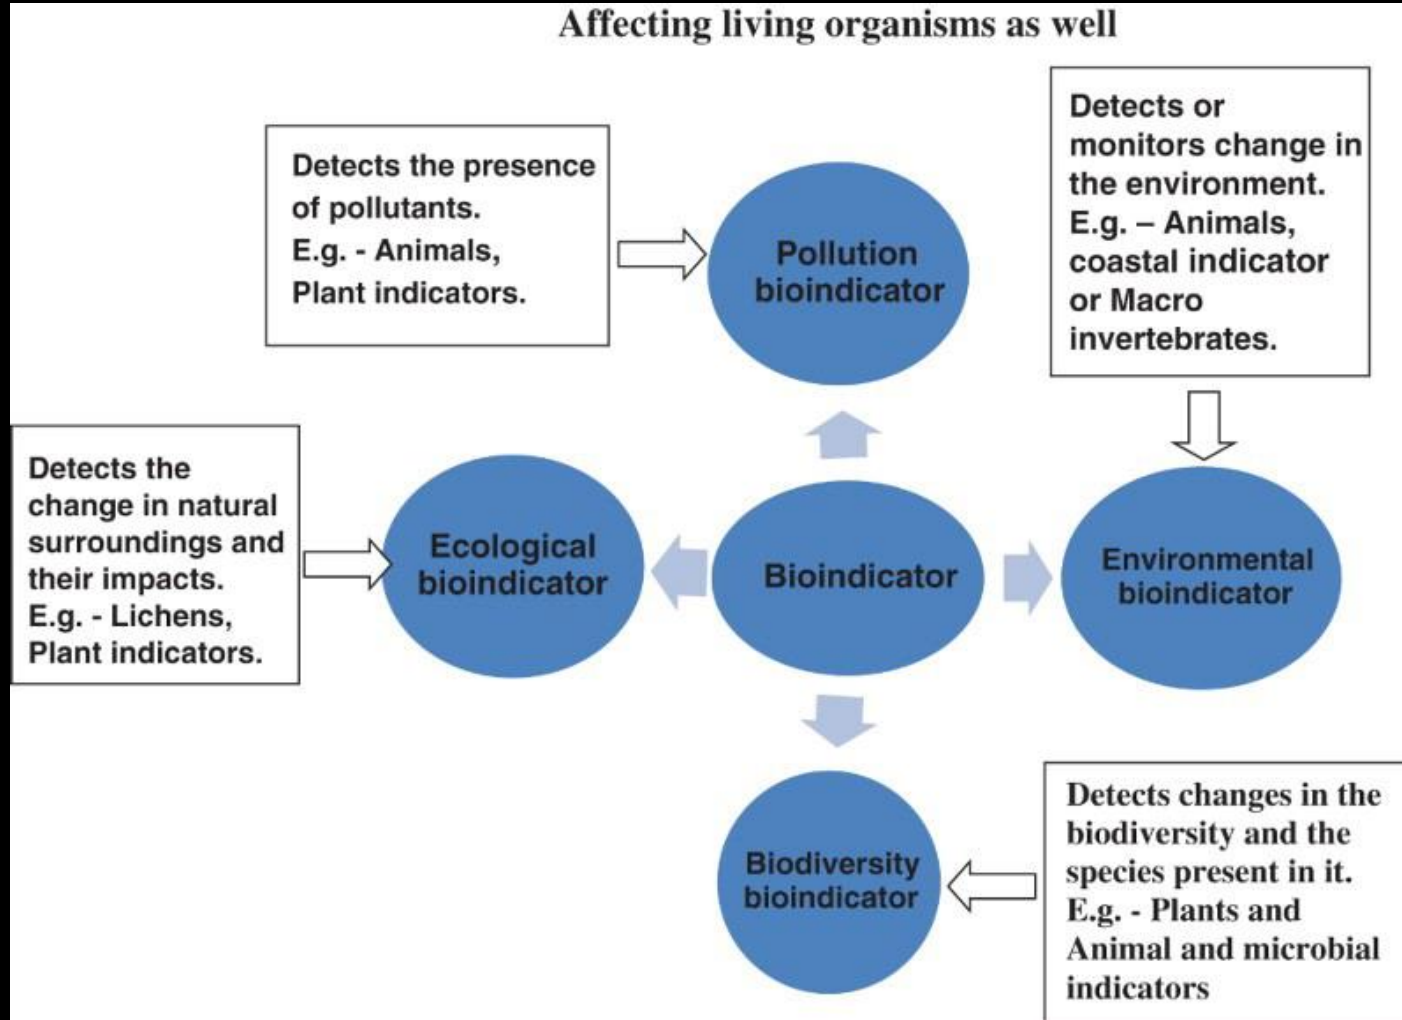 Affecting living organisms as well
Detects the presence
of pollutants.
E.g. - Animals,
Plant indicators.
Pollution
bioindicator
Detects or
monitors change in
the environment.
E.g. – Animals,
coastal indicator
or Macro
invertebrates.
Detects the
change in natural
surroundings and
their impacts.
E.g. - Lichens,
Plant indicators.
Ecological
bioindicator
Bioindicator
Environmental
bioindicator
Biodiversity
bioindicator
Detects changes in the
biodiversity and the
species present in it.
E.g. - Plants and
Animal and microbial
indicators